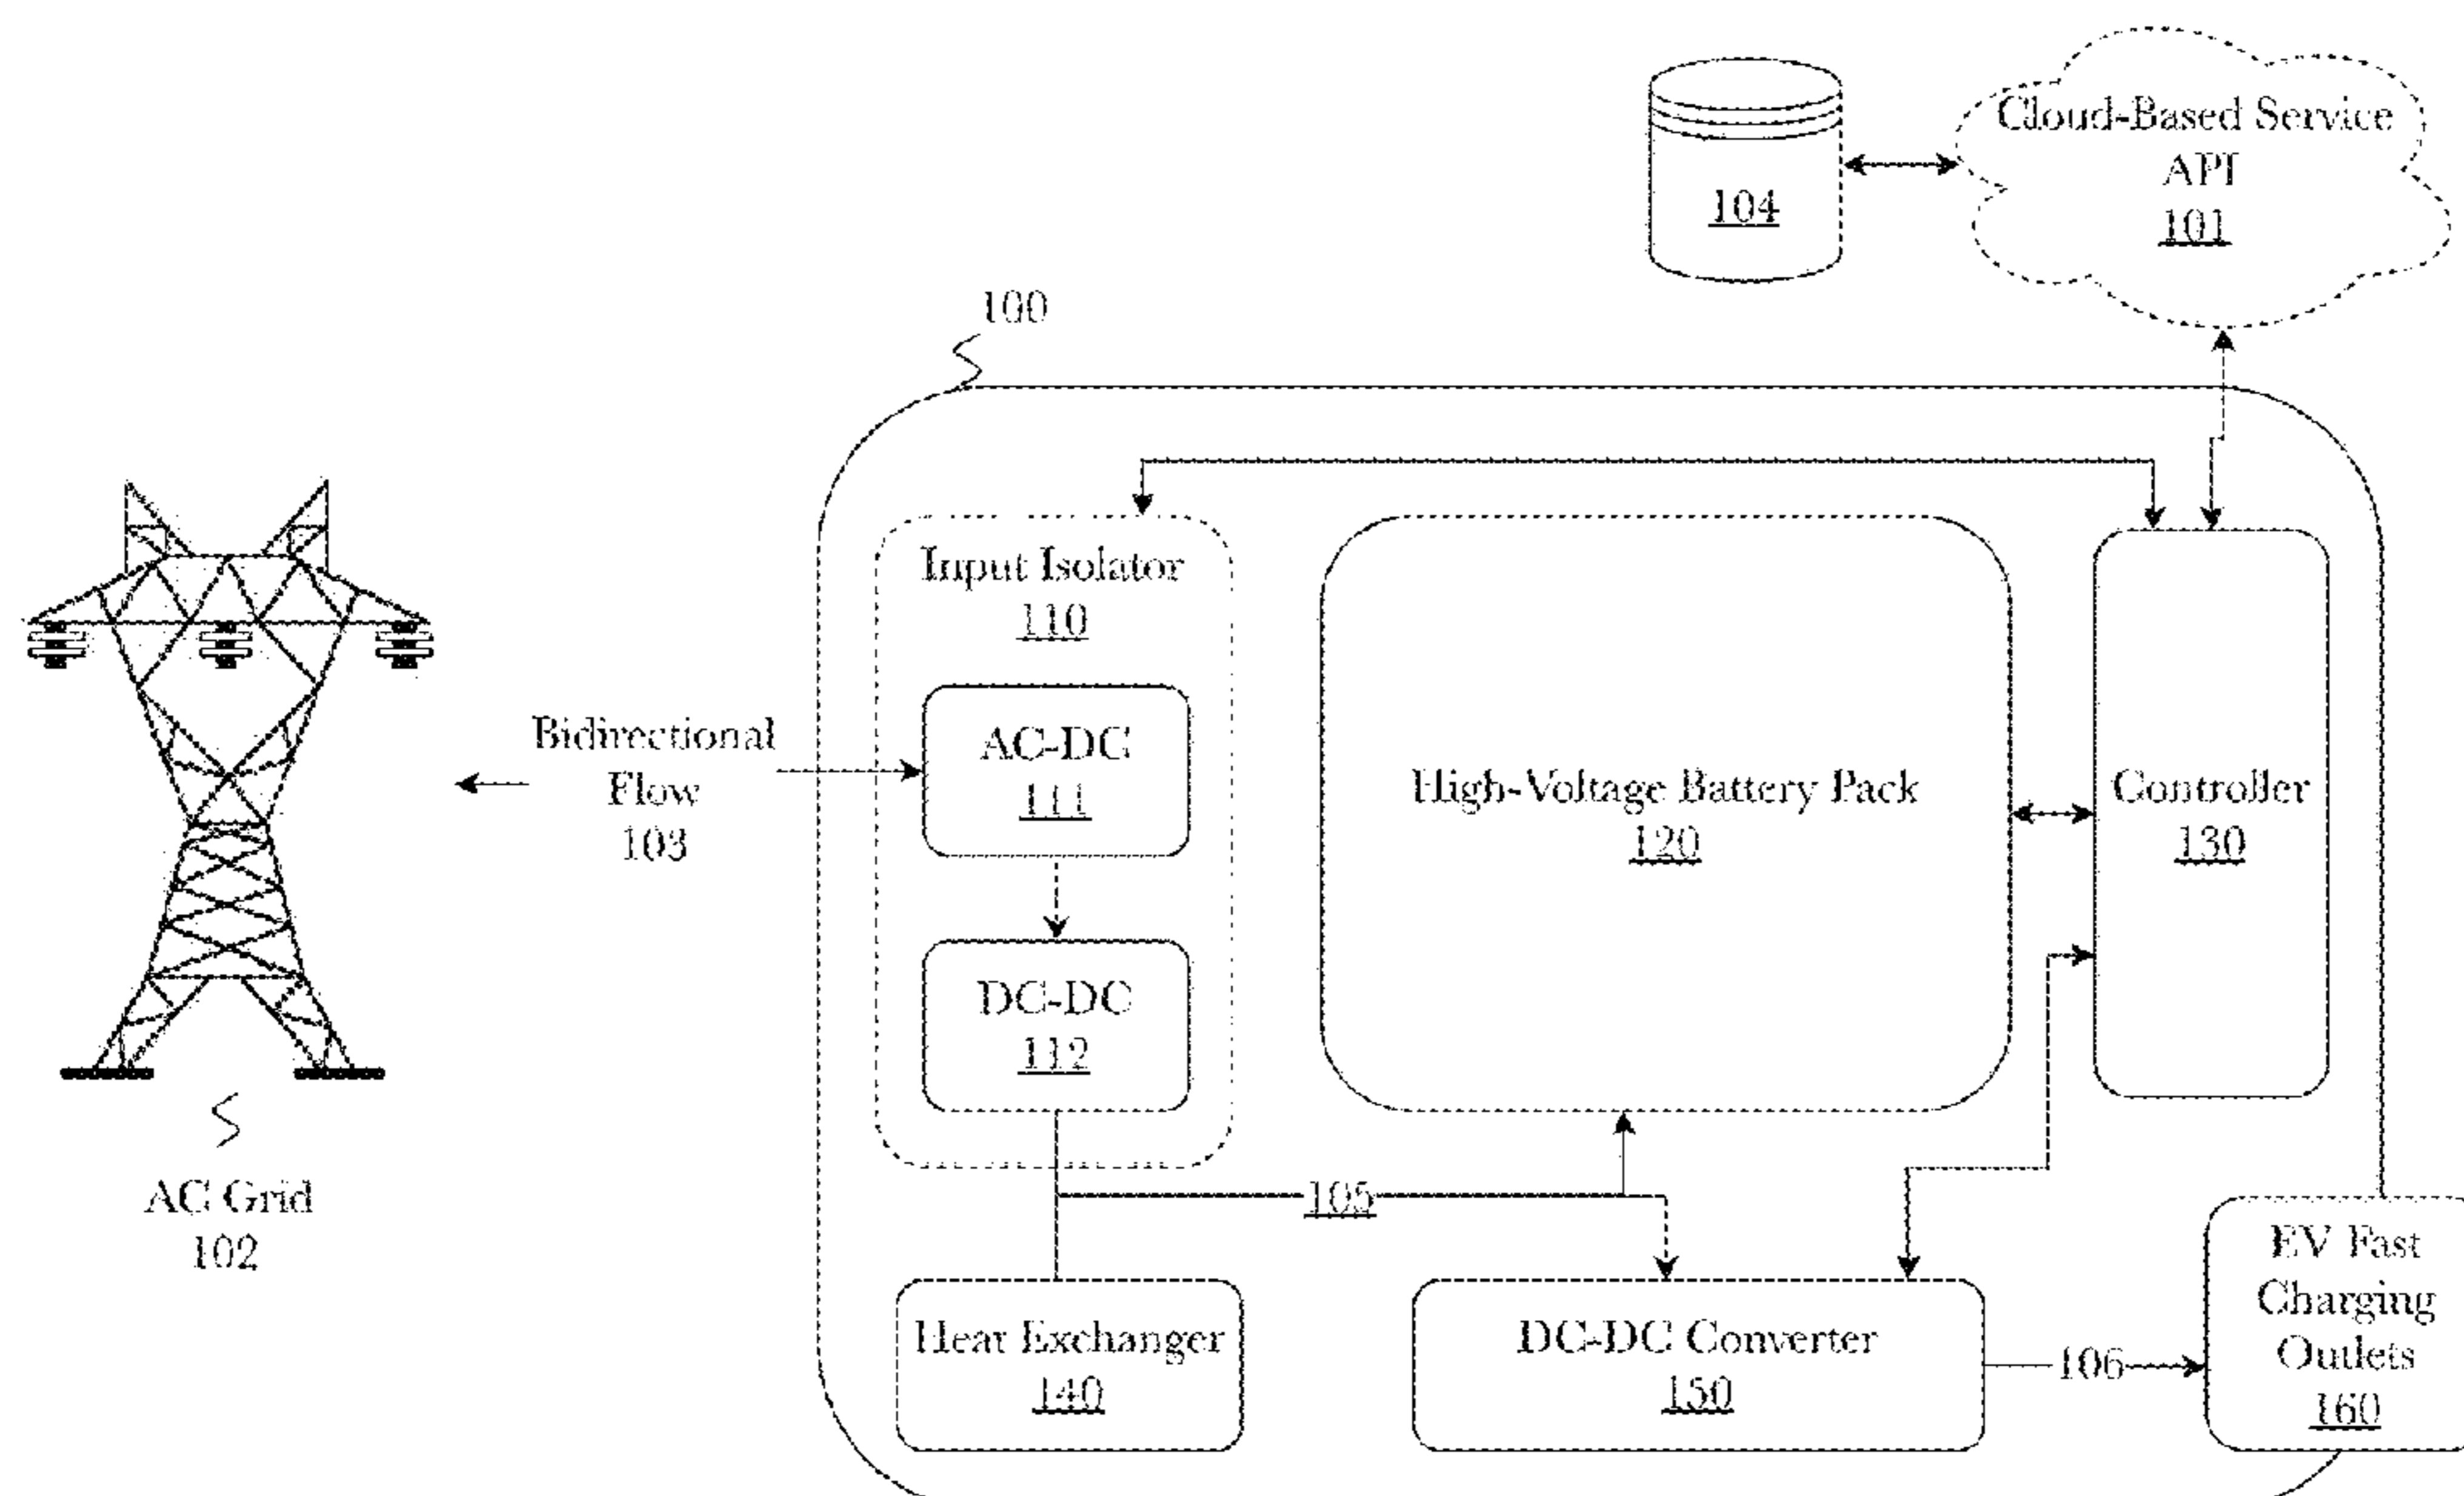 Cloud-Based Service
API
101
104
100
Input Isolator
110
AC-DC
111
DC-DC
112
High-Voltage Battery Pack
120
Controller
130
Bidirectional
Flow
103
AC Grid
102
105
Heat Exchanger
140
DC-DC Converter
150
106
EV Fast
Charging
Outlets
160